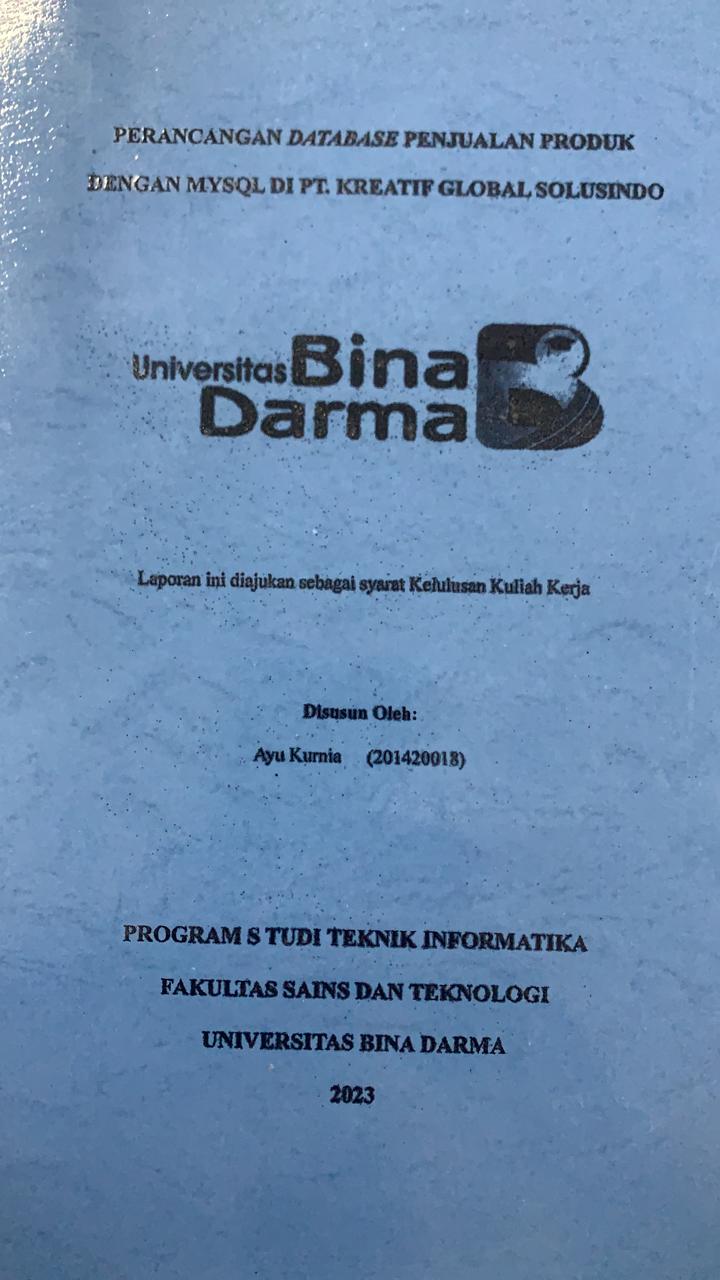 PERANCANGAN DATABASE PENJUALAN PRODUK
DENGAN MYSQL DI PT. KREATIF GLOBAL SOLUSINDO
Universitas Bina
Darma
Laporan ini diajukan sebagai syarat Kelulusan Kuliah Kerja
Disusun Oleh:
Ayu Kurnia (201420018)
PROGRAM S TUDI TEKNIK INFORMATIKA
FAKULTAS SAINS DAN TEKNOLOGI
UNIVERSITAS BINA DARMA
2023